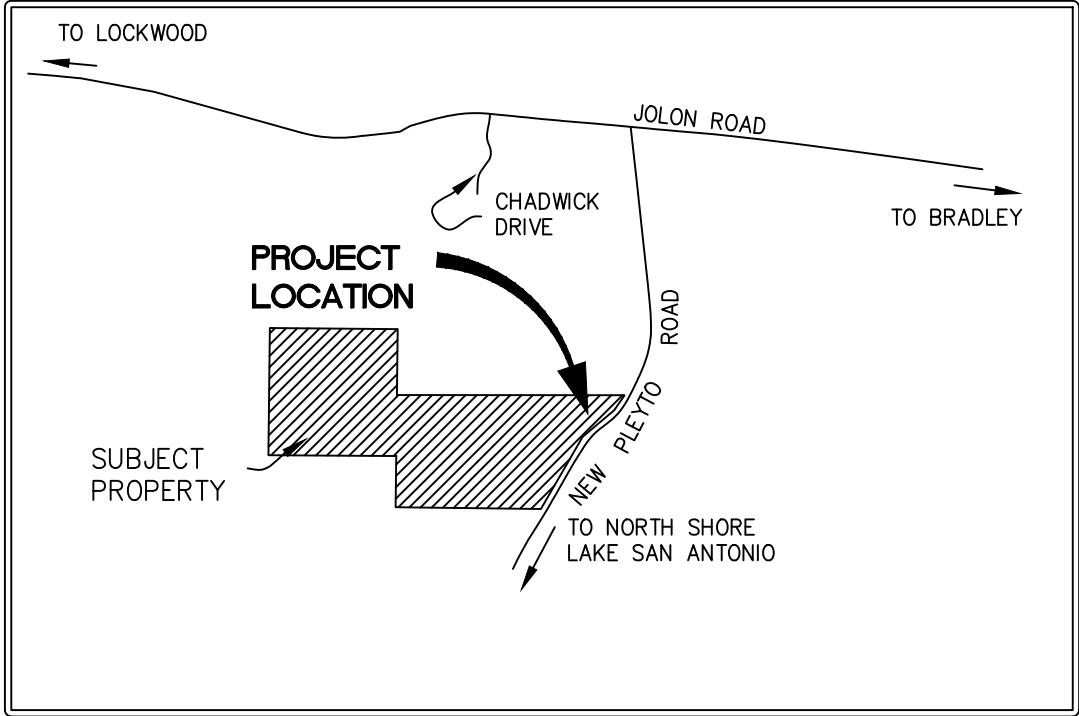 TO LOCKWOOD
JOLON ROAD
CHADWICK
DRIVE
TO BRADLEY
PROJECT
LOCATION
NEW PLEYTO ROAD
SUBJECT
PROPERTY
TO NORTH SHORE
LAKE SAN ANTONIO